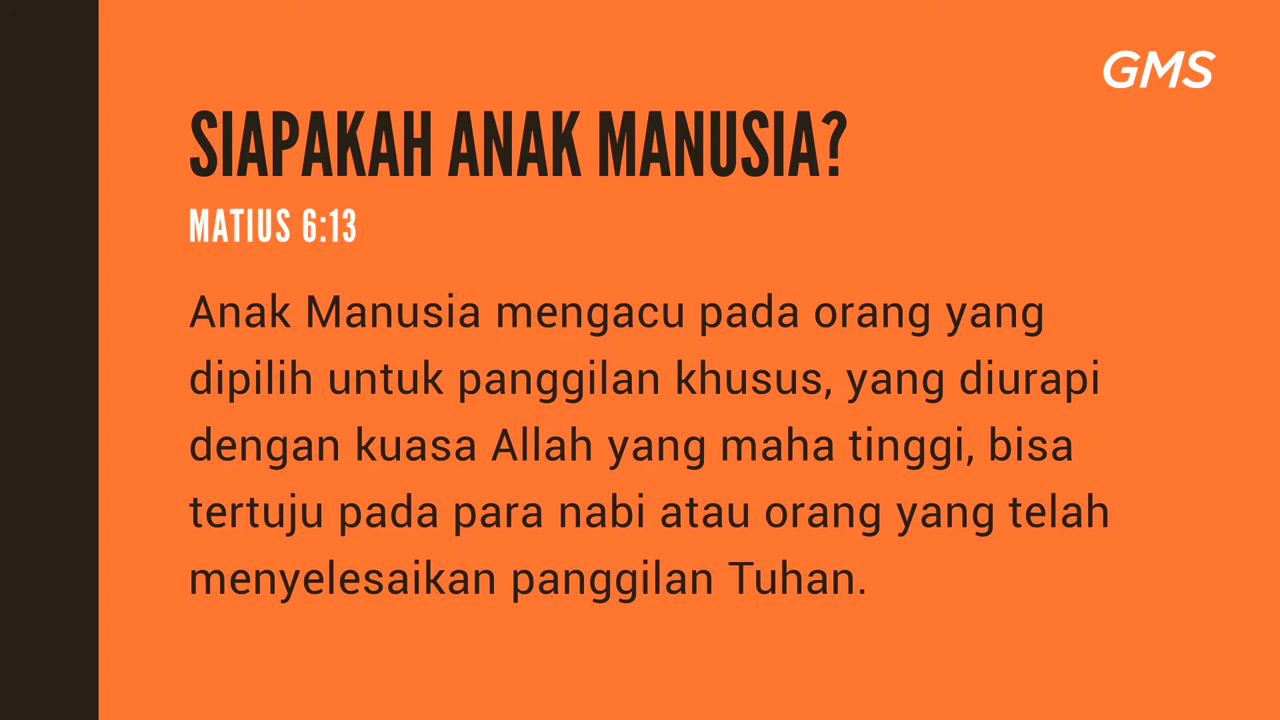 GMS
SIAPAKAH ANAK MANUSIA?
MATIUS 6:13
Anak Manusia mengacu pada orang yang
dipilih untuk panggilan khusus, yang diurapi
dengan kuasa Allah yang maha tinggi, bisa
tertuju pada para nabi atau orang yang telah
menyelesaikan panggilan Tuhan.